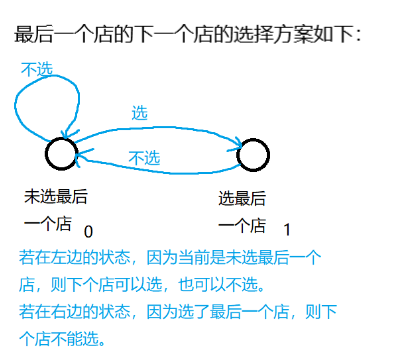 最后一个店的下一个店的选择方案如下：
不选
选
不选
未选最后
一个店 0
选最后
一个店 1
若在左边的状态，因为当前是未选最后一个
店，则下个店可以选，也可以不选。
若在右边的状态，因为选了最后一个店，则下
个店不能选。